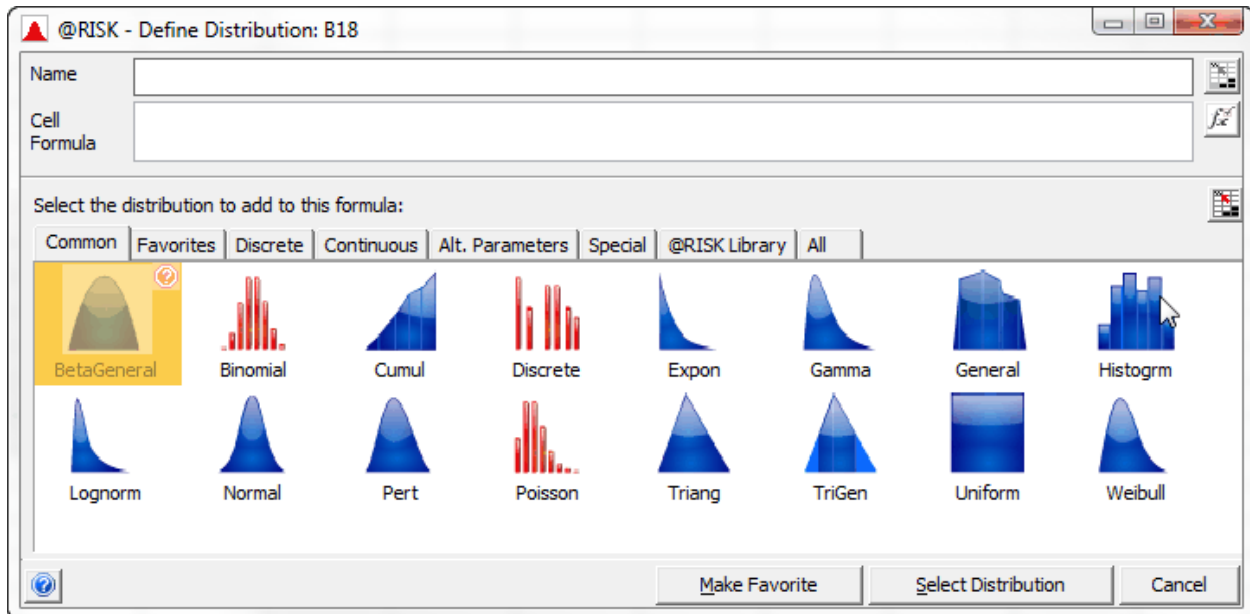 @RISK - Define Distribution: B18
Name
Cell
Formula
Select the distribution to add to this formula:
Common Favorites Discrete Continuous Alt. Parameters Special @RISK Library All
BetaGeneral Binomial Cumul Discrete Expon Gamma General Histogrm
Lognorm Normal Pert Poisson Triang TriGen Uniform Weibull
Make Favorite Select Distribution Cancel